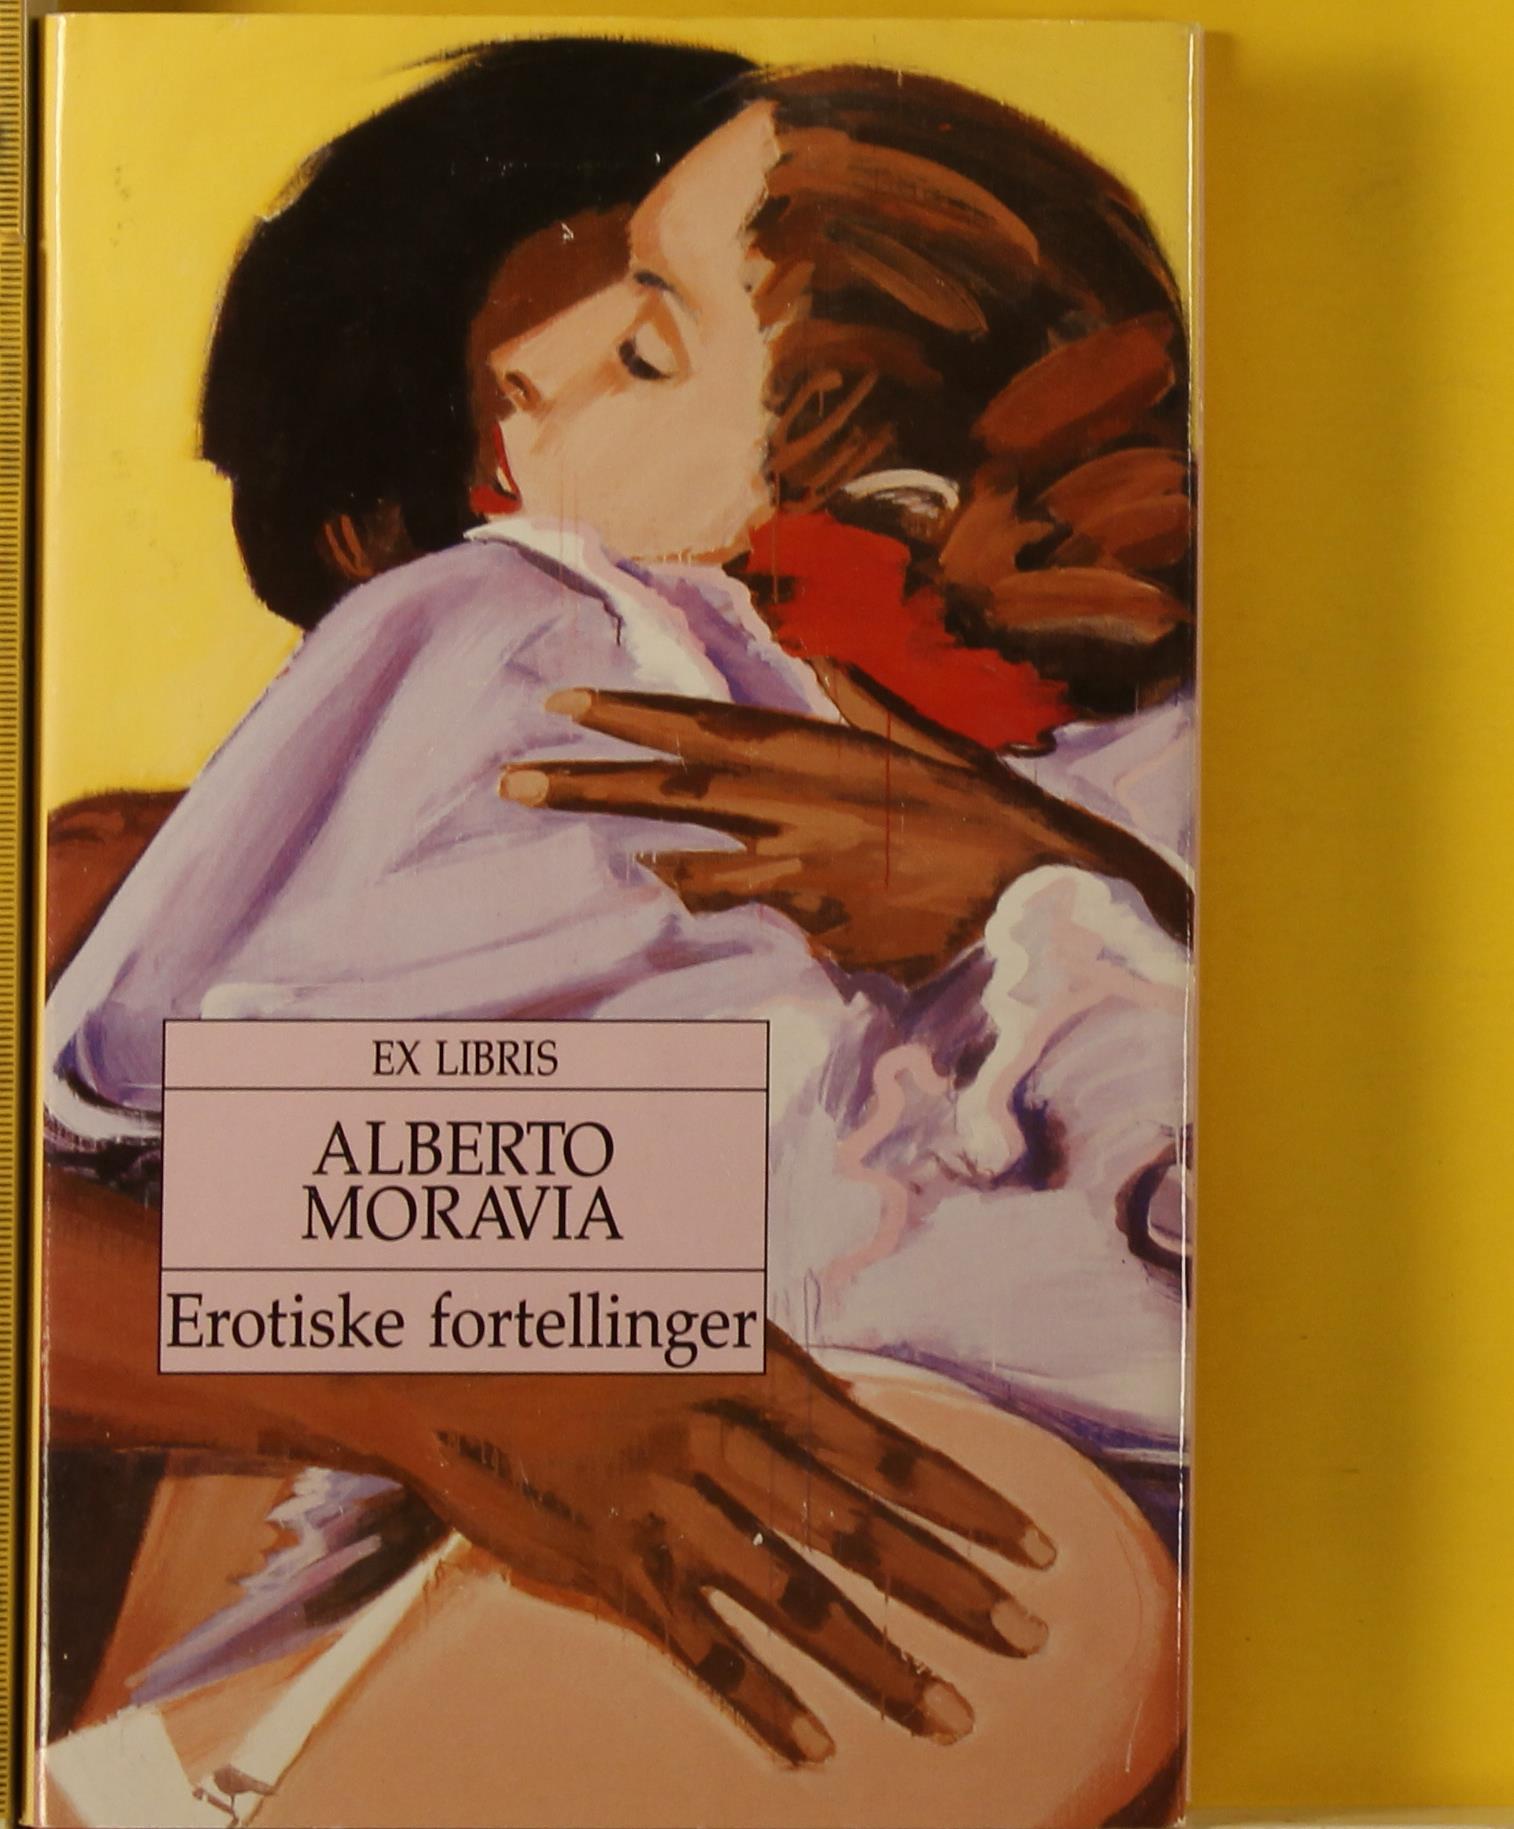 EX LIBRIS
ALBERTO
MORAVIA
Erotiske fortellinger